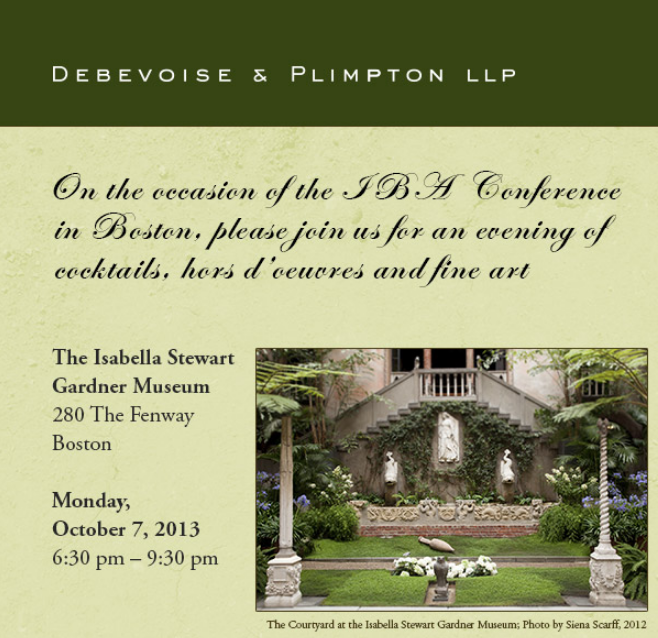 DEBEVOISE & PLIMPTON LLP
On the occasion of the IBA Conference
in Boston, please join us for an evening of
cocktails, hors d'oeuvres and fine art
The Isabella Stewart
Gardner Museum
280 The Fenway
Boston
Monday,
October 7, 2013
6:30 pm – 9:30 pm
The Courtyard at the Isabella Stewart Gardner Museum; Photo by Siena Scarff, 2012